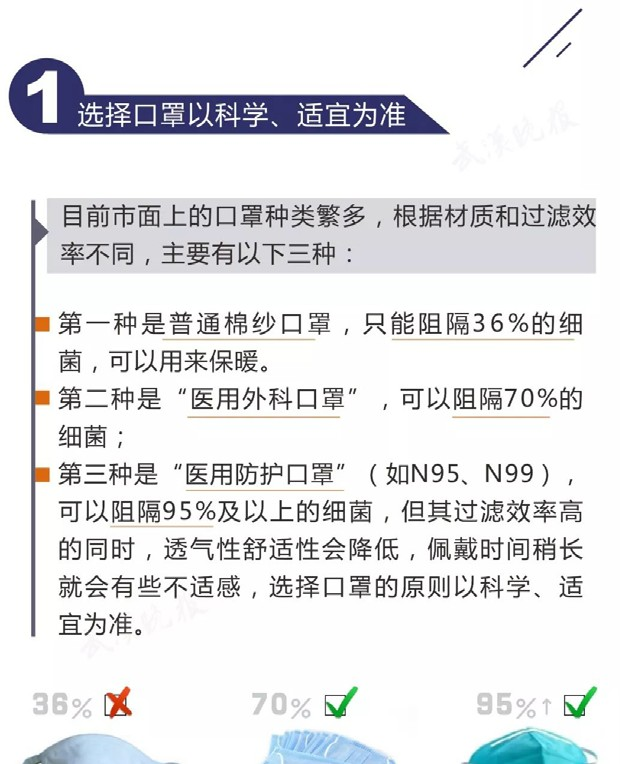 1
选择口罩以科学、适宜为准
武汉晚报
目前市面上的口罩种类繁多，根据材质和过滤效
率不同，主要有以下三种：
第一种是普通棉纱口罩，只能阻隔36%的细
菌，可以用来保暖。
第二种是“医用外科口罩”，可以阻隔70%的
细菌；
第三种是“医用防护口罩”（如N95、N99），
可以阻隔95%及以上的细菌，但其过滤效率高
的同时，透气性舒适性会降低，佩戴时间稍长
就会有些不适感，选择口罩的原则以科学、适
宜为准。
武汉晚报
36% 70% 95%↑